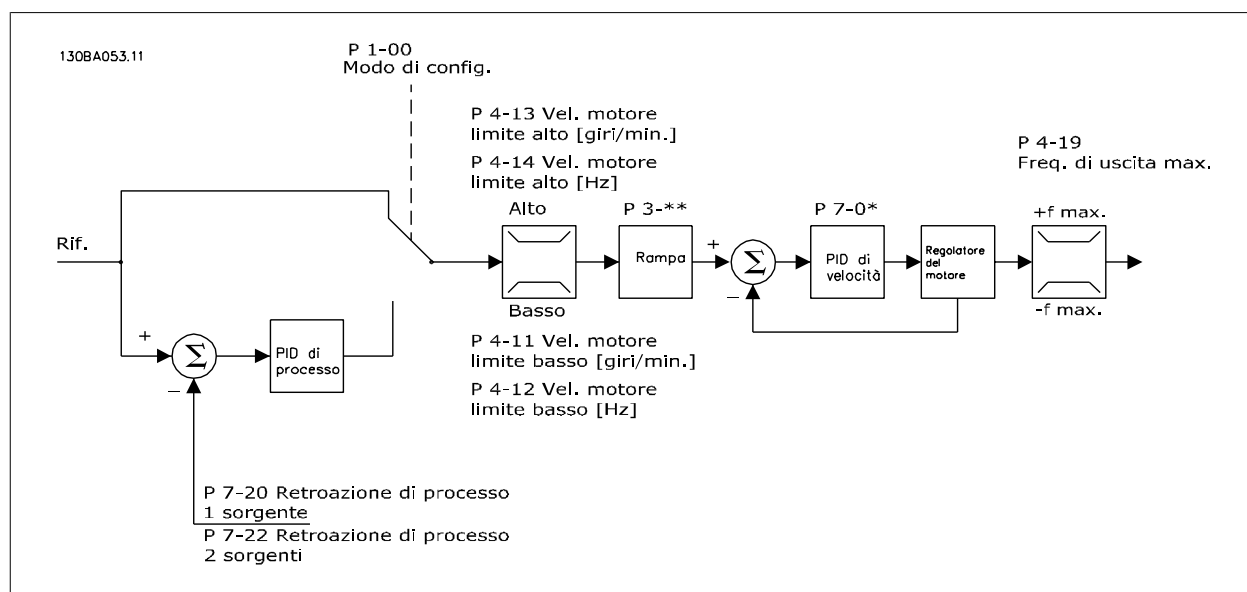 130BA053.11
P 1-00
Modo di config.
P 4-13 Vel. motore
limite alto [giri/min.]
P 4-14 Vel. motore
limite alto [Hz]
P 4-19
Freq. di uscita max.
Alto
P 3-**
P 7-0*
+f max.
Rif.
Rampa
+
Σ
PID di
velocità
Regolatore
del
motore
−
Basso
-f max.
+
Σ
PID di
processo
−
P 4-11 Vel. motore
limite basso [giri/min.]
P 4-12 Vel. motore
limite basso [Hz]
P 7-20 Retroazione di processo
1 sorgente
P 7-22 Retroazione di processo
2 sorgenti